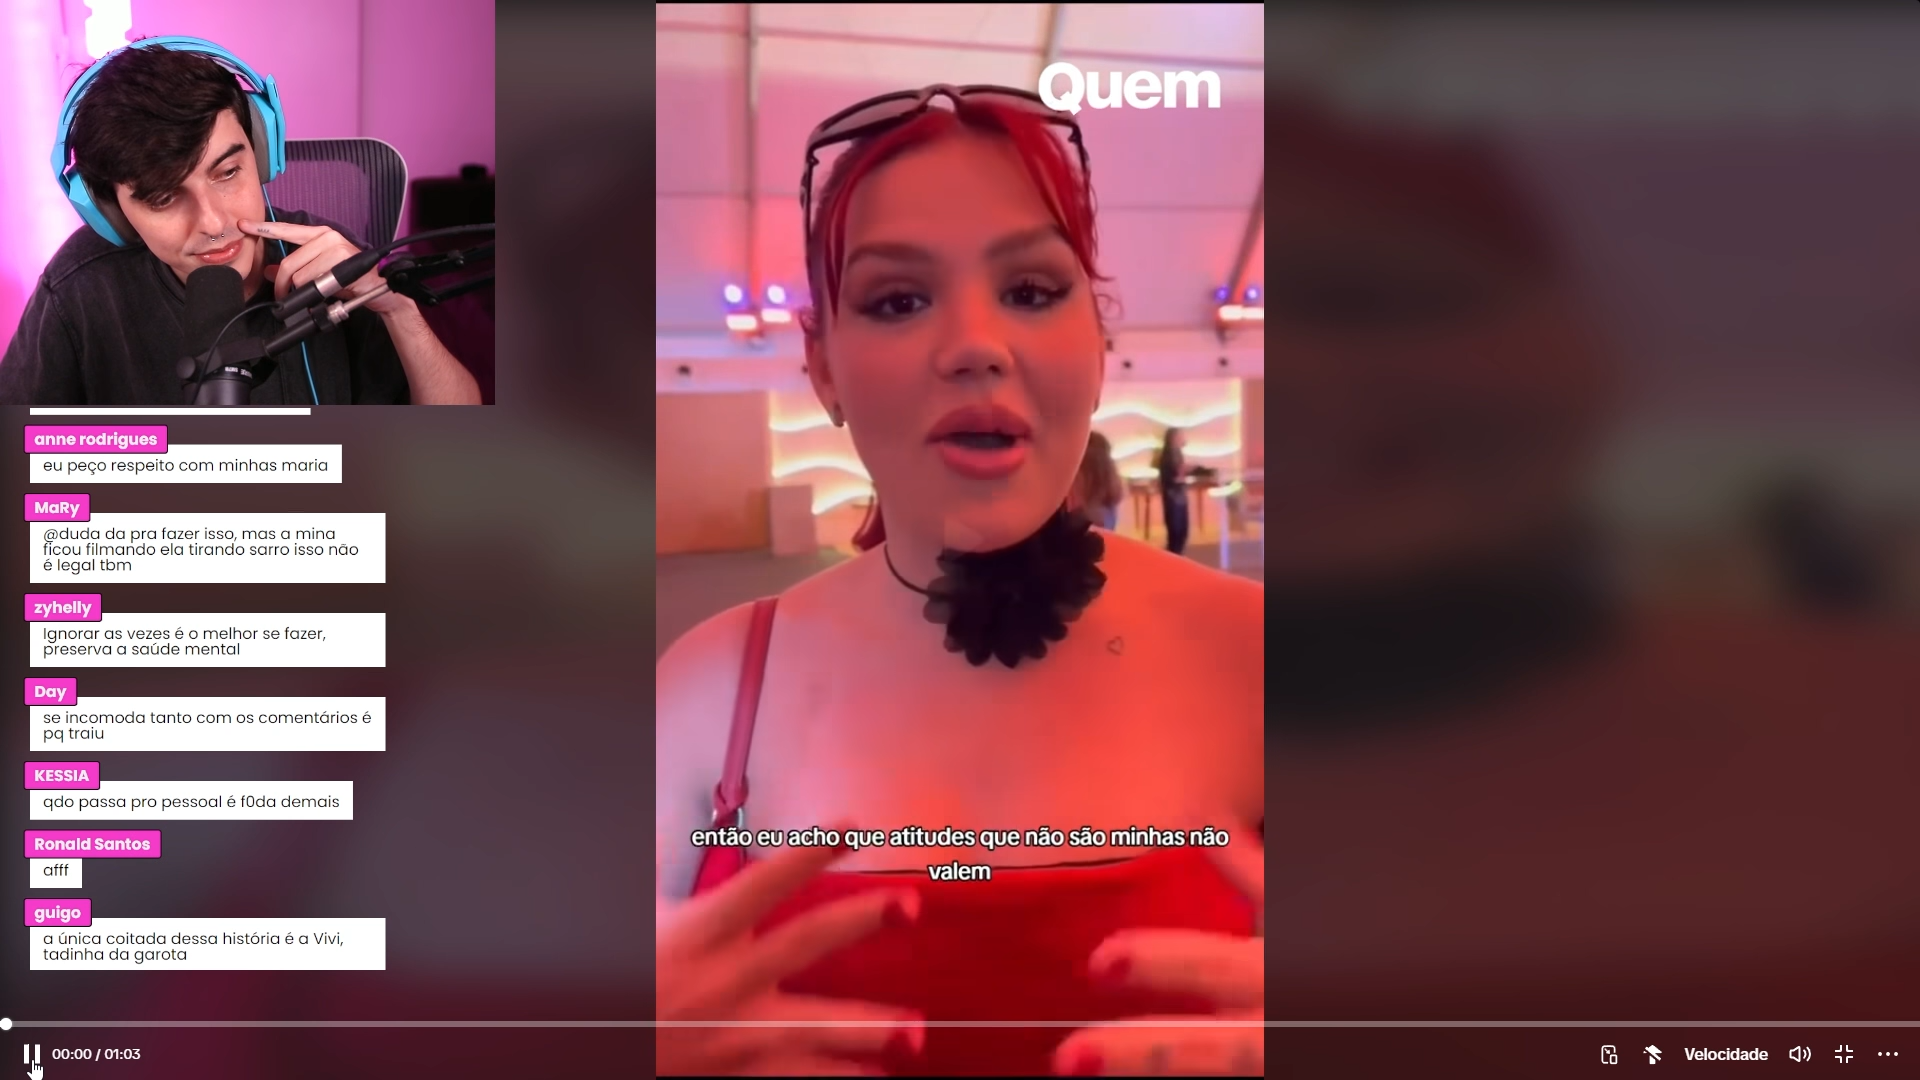 Quem
anne rodrigues
eu peço respeito com minhas maria
MaRy
@duda da pra fazer isso, mas a mina
ficou filmando ela tirando sarro isso não
é legal tbm
zyhelly
Ignorar as vezes é o melhor se fazer,
preserva a saúde mental
Day
se incomoda tanto com os comentários é
pq traiu
KESSIA
qdo passa pro pessoal é f0da demais
Ronald Santos
afff
guigo
a única coitada dessa história é a Vivi,
tadinha da garota
então eu acho que atitudes que não são minhas não
valem
00:00 / 01:03
Velocidade